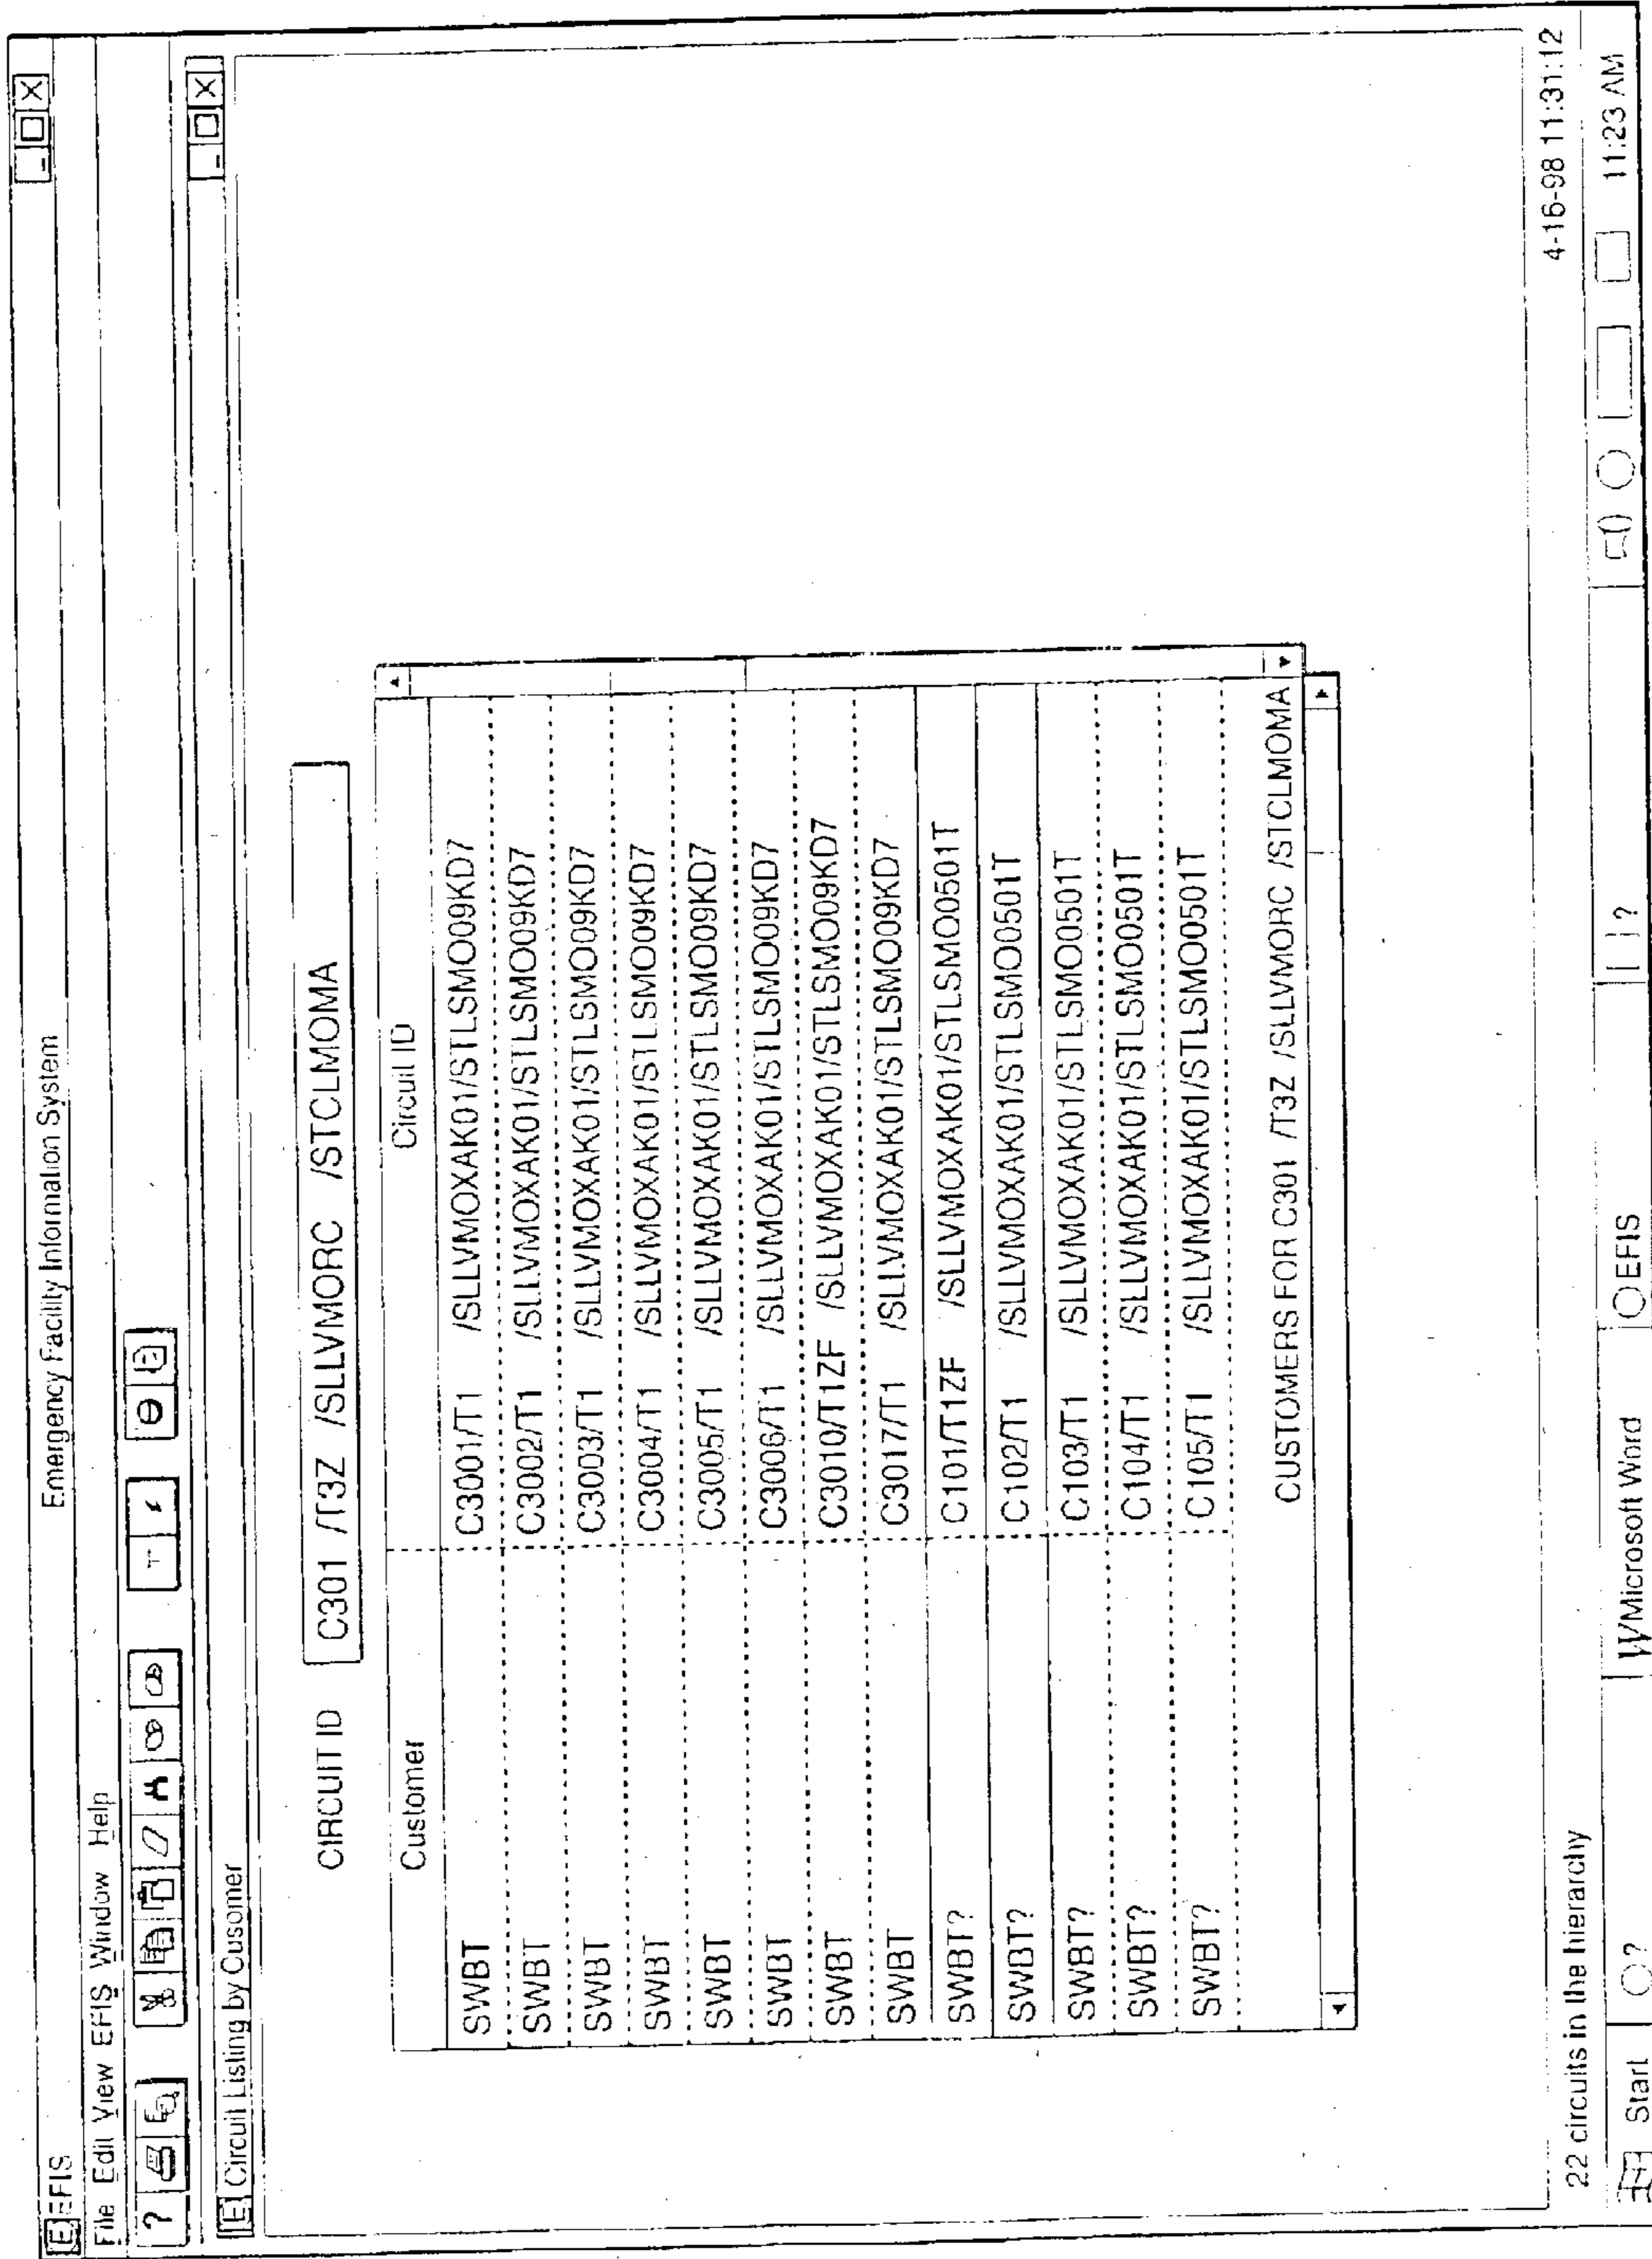 E EFIS Emergency Facility Information System
File Edit View EFIS Window Help
?
E Circuit Listing by Cusomer
CIRCUIT ID C301 /T3Z /SLLVMORC /STCLMOMA
Customer Circuit ID
SWBT C3001/T1 /SLLVMOXAK01/STLSMO09KD7
SWBT C3002/T1 /SLLVMOXAK01/STLSMO09KD7
SWBT C3003/T1 /SLLVMOXAK01/STLSMO09KD7
SWBT C3004/T1 /SLLVMOXAK01/STLSMO09KD7
SWBT C3005/T1 /SLLVMOXAK01/STLSMO09KD7
SWBT C3006/T1 /SLLVMOXAK01/STLSMO09KD7
SWBT C3010/T1ZF /SLLVMOXAK01/STLSMO09KD7
SWBT C3017/T1 /SLLVMOXAK01/STLSMO09KD7
SWBT? C101/T1ZF /SLLVMOXAK01/STLSMO0501T
SWBT? C102/T1 /SLLVMOXAK01/STLSMO0501T
SWBT? C103/T1 /SLLVMOXAK01/STLSMO0501T
SWBT? C104/T1 /SLLVMOXAK01/STLSMO0501T
SWBT? C105/T1 /SLLVMOXAK01/STLSMO0501T
CUSTOMERS FOR C301 /T3Z /SLLVMORC /STCLMOMA
22 circuits in the hierarchy 4-16-98 11:31:12
Start ? W Microsoft Word EFIS ? 11:23 AM